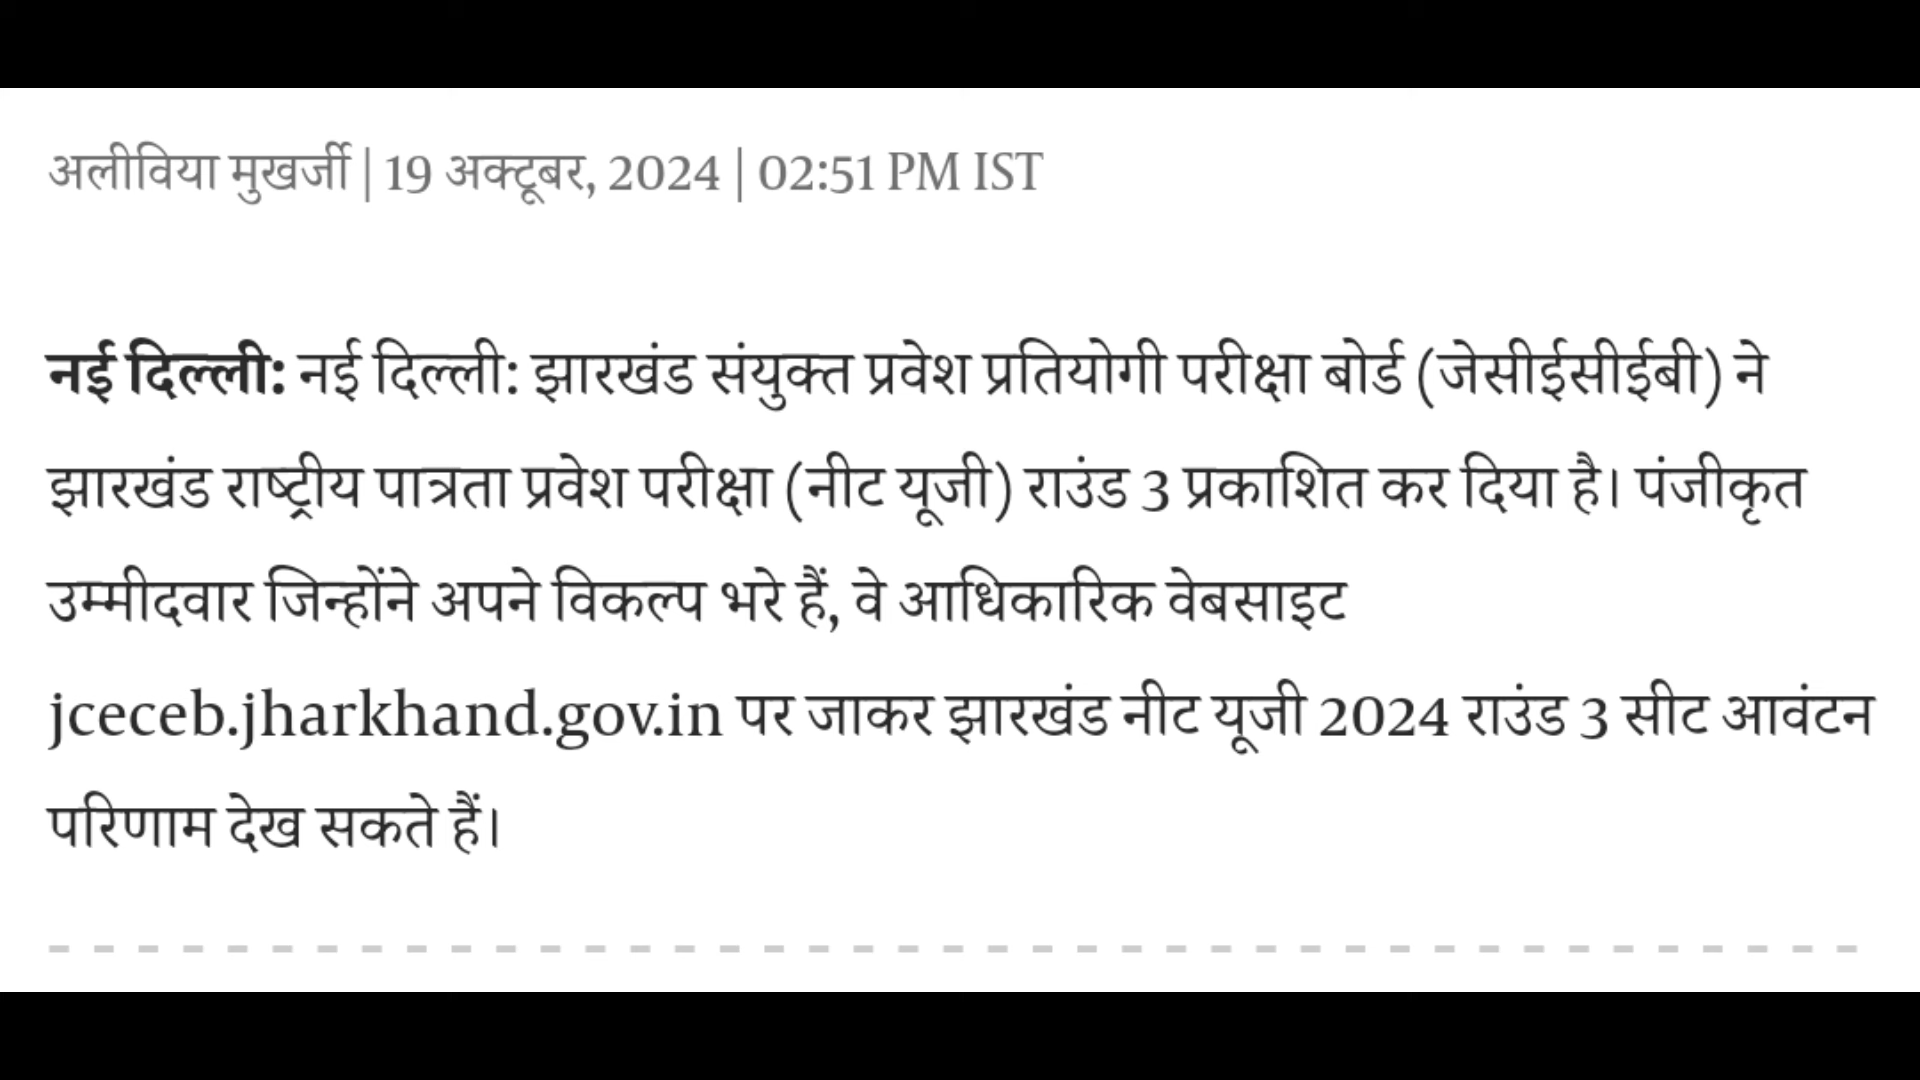 अलीविया मुखर्जी | 19 अक्टूबर, 2024 | 02:51 PM IST
नई दिल्ली: नई दिल्ली: झारखंड संयुक्त प्रवेश प्रतियोगी परीक्षा बोर्ड (जेसीईसीईबी) ने
झारखंड राष्ट्रीय पात्रता प्रवेश परीक्षा (नीट यूजी) राउंड 3 प्रकाशित कर दिया है। पंजीकृत
उम्मीदवार जिन्होंने अपने विकल्प भरे हैं, वे आधिकारिक वेबसाइट
jceceb.jharkhand.gov.in पर जाकर झारखंड नीट यूजी 2024 राउंड 3 सीट आवंटन
परिणाम देख सकते हैं।